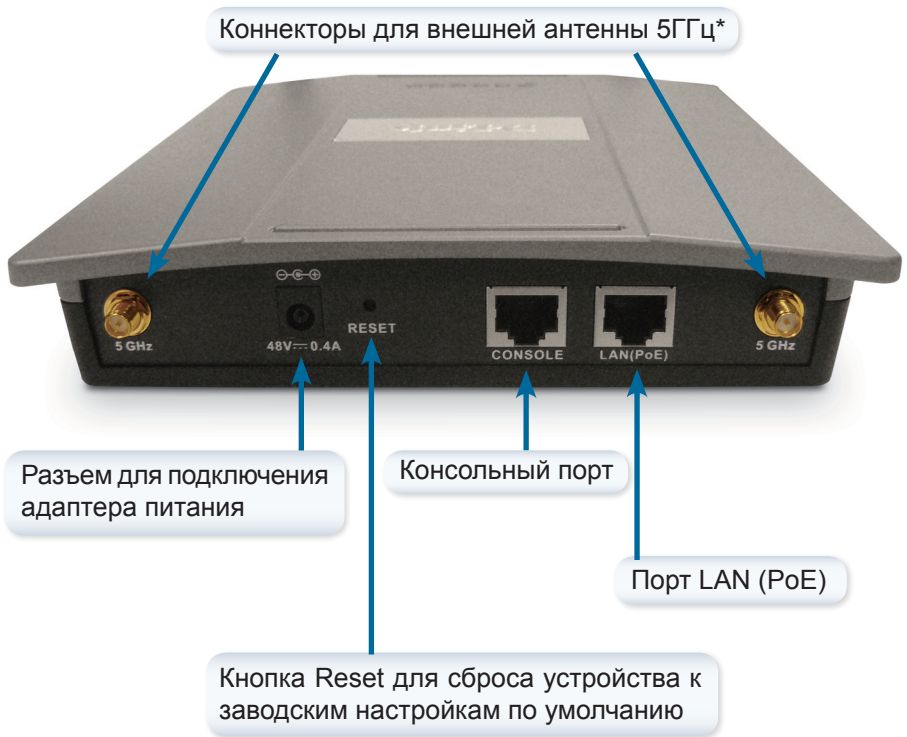 Коннекторы для внешней антенны 5ГГц*
5 GHz
48V⎓0.4A
RESET
CONSOLE
LAN(PoE)
5 GHz
Разъем для подключения
адаптера питания
Консольный порт
Порт LAN (PoE)
Кнопка Reset для сброса устройства к
заводским настройкам по умолчанию